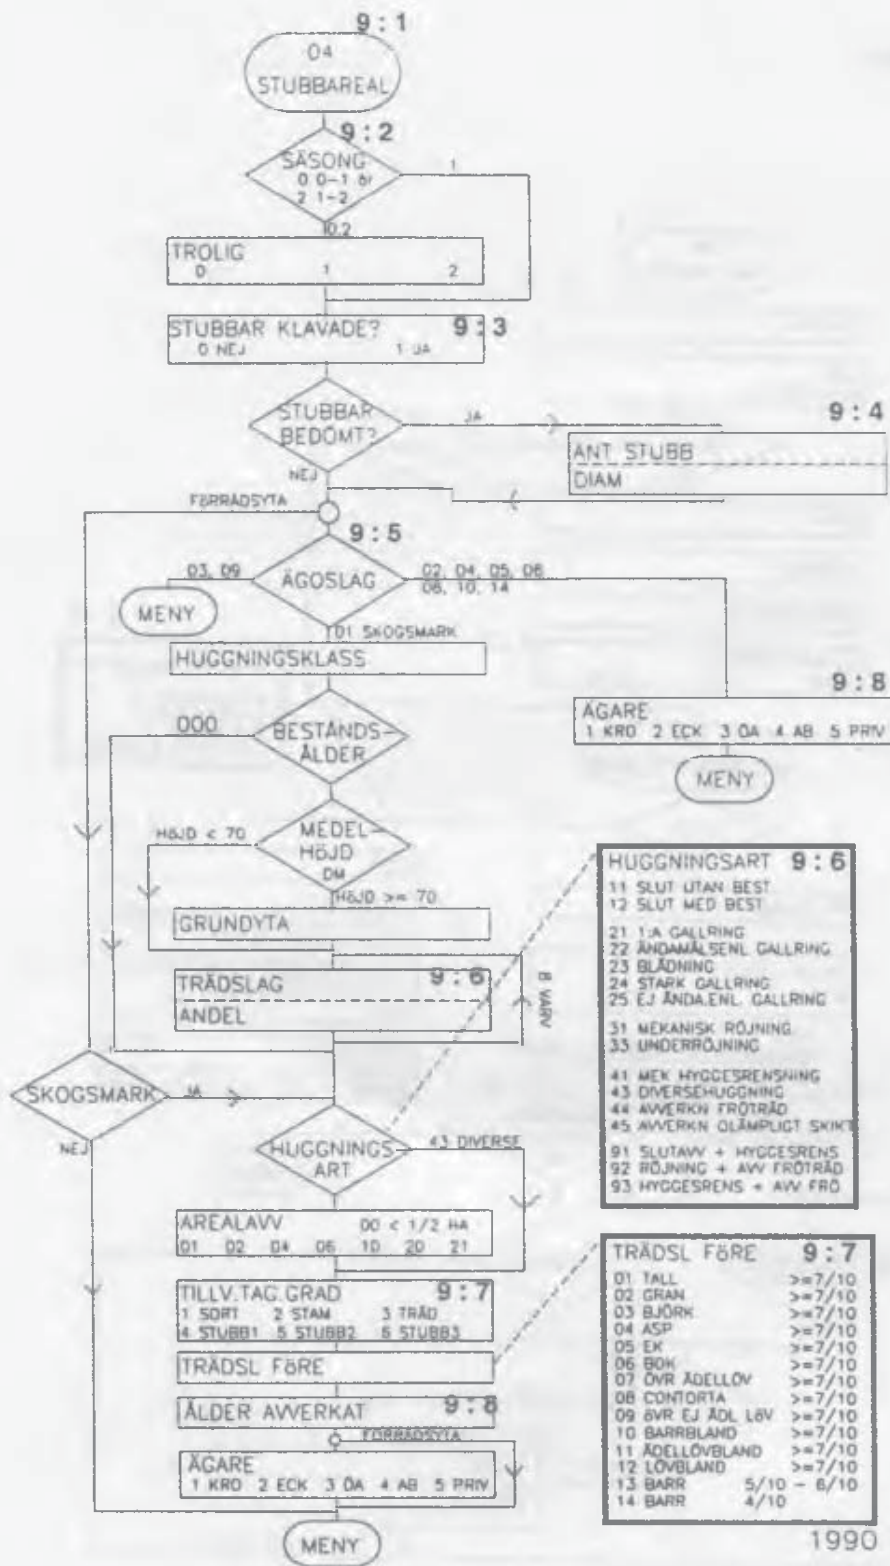 9:1
04
STUBBAREAL
9:2
SÄSONG
0 0-1 år
2 1-2
1
0,2
TROLIG
0 1 2
STUBBAR KLAVADE? 9:3
0 NEJ 1 JA
STUBBAR
BEDÖMT?
JA
NEJ
9:4
ANT STUBB
DIAM
FÖRRÄDSYTA
9:5
03, 09
ÄGOSLAG
02, 04, 05, 06
08, 10, 14
MENY
01 SKOGSMARK
HUGGNINGSKLASS
9:8
ÄGARE
1 KRO 2 ECK 3 ÖA 4 AB 5 PRIV
MENY
000
BESTÅNDS-
ÅLDER
HÖJD < 70
MEDEL-
HÖJD
DM
HÖJD >= 70
GRUNDYTA
TRÄDSLAG 9:6
ANDEL
8 VARV
SKOGSMARK
JA
NEJ
HUGGNINGS
ART
43 DIVERSE
AREALAVV 00 < 1/2 HA
01 02 04 06 10 20 21
TILLV.TAG.GRAD 9:7
1 SORT 2 STAM 3 TRÄD
4 STUBB1 5 STUBB2 6 STUBB3
TRÄDSL FÖRE
ÅLDER AVVERKAT 9:8
FÖRRÄDSYTA
ÄGARE
1 KRO 2 ECK 3 ÖA 4 AB 5 PRIV
MENY
HUGGNINGSART 9:6
11 SLUT UTAN BEST
12 SLUT MED BEST
21 1:A GALLRING
22 ÄNDAMÅLSENL GALLRING
23 BLÄDNING
24 STARK GALLRING
25 EJ ÄNDA.ENL. GALLRING
31 MEKANISK RÖJNING
33 UNDERRÖJNING
41 MEK HYGGESRENSNING
43 DIVERSEHUGGNING
44 AVVERKN FRÖTRÄD
45 AVVERKN OLÄMPLIGT SKIKT
91 SLUTAVV + HYGGESRENS
92 RÖJNING + AVV FRÖTRÄD
93 HYGGESRENS + AVV FRÖ
TRÄDSL FÖRE 9:7
01 TALL >=7/10
02 GRAN >=7/10
03 BJÖRK >=7/10
04 ASP >=7/10
05 EK >=7/10
06 BOK >=7/10
07 ÖVR ÄDELLÖV >=7/10
08 CONTORTA >=7/10
09 ÖVR EJ ÄDL LÖV >=7/10
10 BARRBLAND >=7/10
11 ÄDELLÖVBLAND >=7/10
12 LÖVBLAND >=7/10
13 BARR 5/10 - 6/10
14 BARR 4/10
1990